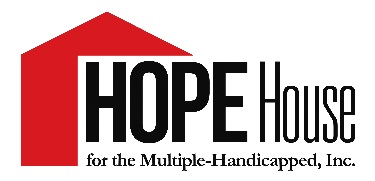 HOPE House
for the Multiple-Handicapped, Inc.